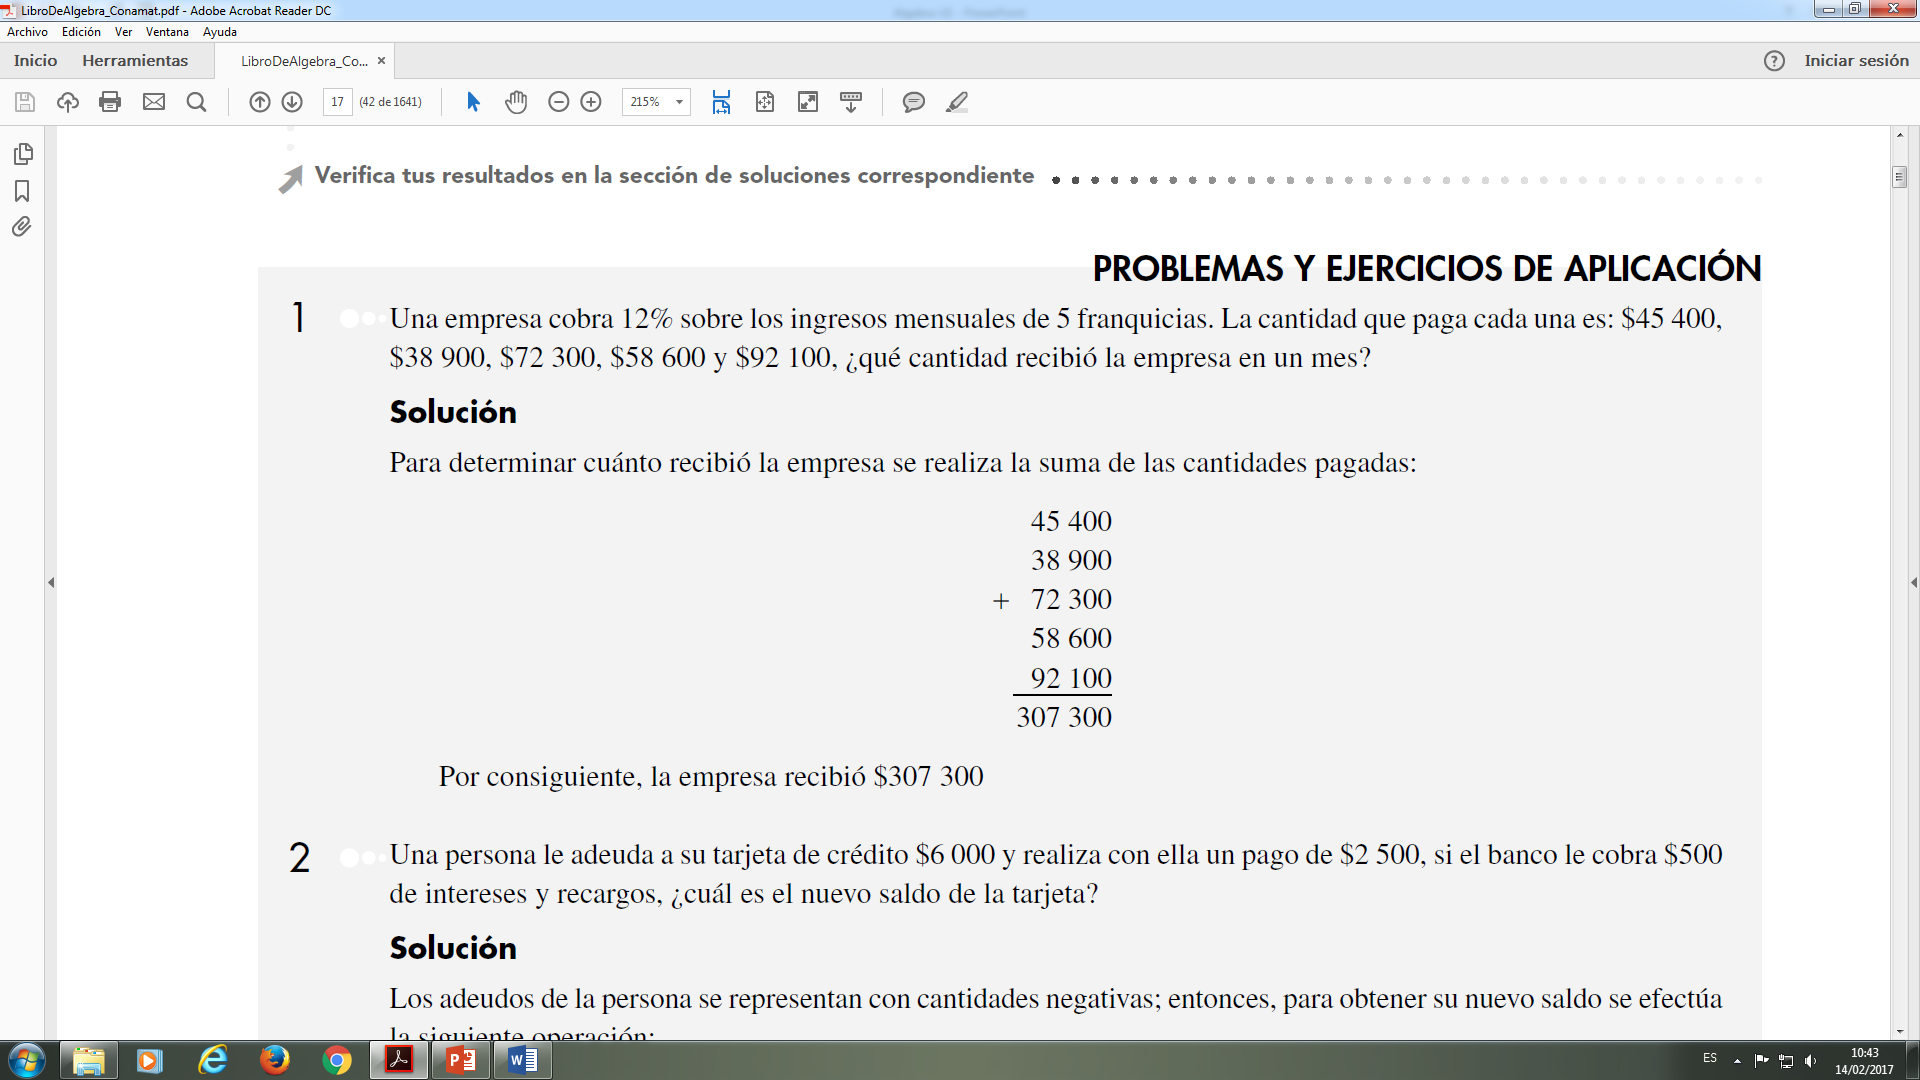 LibroDeAlgebra_Conamat.pdf - Adobe Acrobat Reader DC
Archivo Edición Ver Ventana Ayuda
Inicio Herramientas LibroDeAlgebra_Co... × ? Iniciar sesión
17 (42 de 1641) 215%
Verifica tus resultados en la sección de soluciones correspondiente
PROBLEMAS Y EJERCICIOS DE APLICACIÓN
1 Una empresa cobra 12% sobre los ingresos mensuales de 5 franquicias. La cantidad que paga cada una es: $45 400,
$38 900, $72 300, $58 600 y $92 100, ¿qué cantidad recibió la empresa en un mes?
Solución
Para determinar cuánto recibió la empresa se realiza la suma de las cantidades pagadas:
45 400
38 900
+ 72 300
58 600
92 100
307 300
Por consiguiente, la empresa recibió $307 300
2 Una persona le adeuda a su tarjeta de crédito $6 000 y realiza con ella un pago de $2 500, si el banco le cobra $500
de intereses y recargos, ¿cuál es el nuevo saldo de la tarjeta?
Solución
Los adeudos de la persona se representan con cantidades negativas; entonces, para obtener su nuevo saldo se efectúa
la siguiente operación:
ES 10:43
14/02/2017